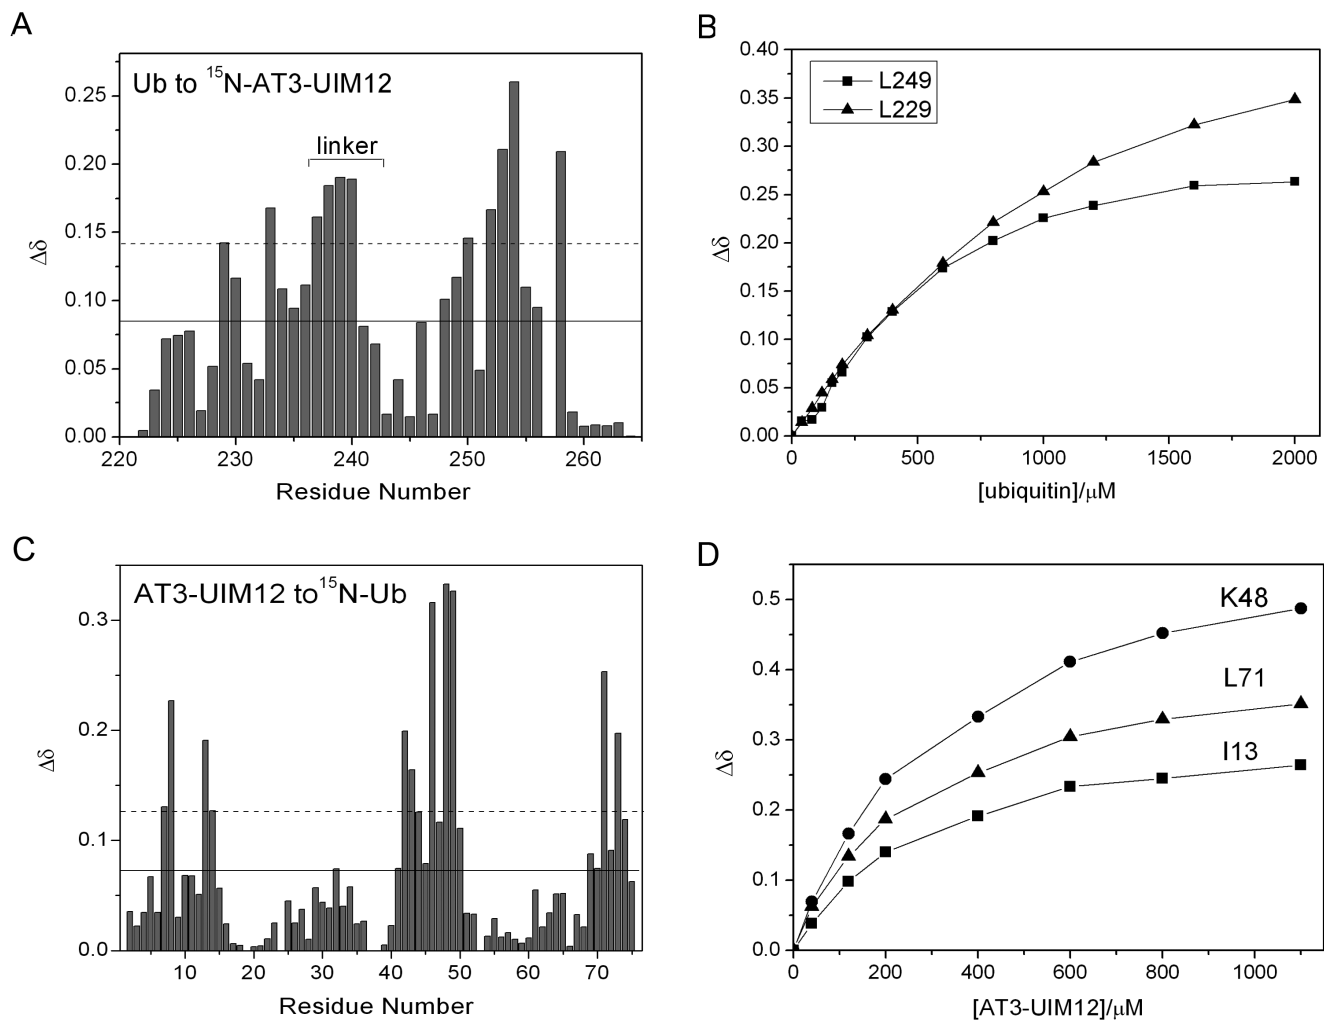 A
Ub to ¹⁵N-AT3-UIM12
linker
0.25
0.20
0.15
0.10
0.05
0.00
Δδ
220 230 240 250 260
Residue Number
B
L249
L229
0.40
0.35
0.30
0.25
0.20
0.15
0.10
0.05
0.00
Δδ
0 500 1000 1500 2000
[ubiquitin]/μM
C
AT3-UIM12 to ¹⁵N-Ub
0.3
0.2
0.1
0.0
Δδ
10 20 30 40 50 60 70
Residue Number
D
K48
L71
I13
0.5
0.4
0.3
0.2
0.1
0.0
Δδ
0 200 400 600 800 1000
[AT3-UIM12]/μM